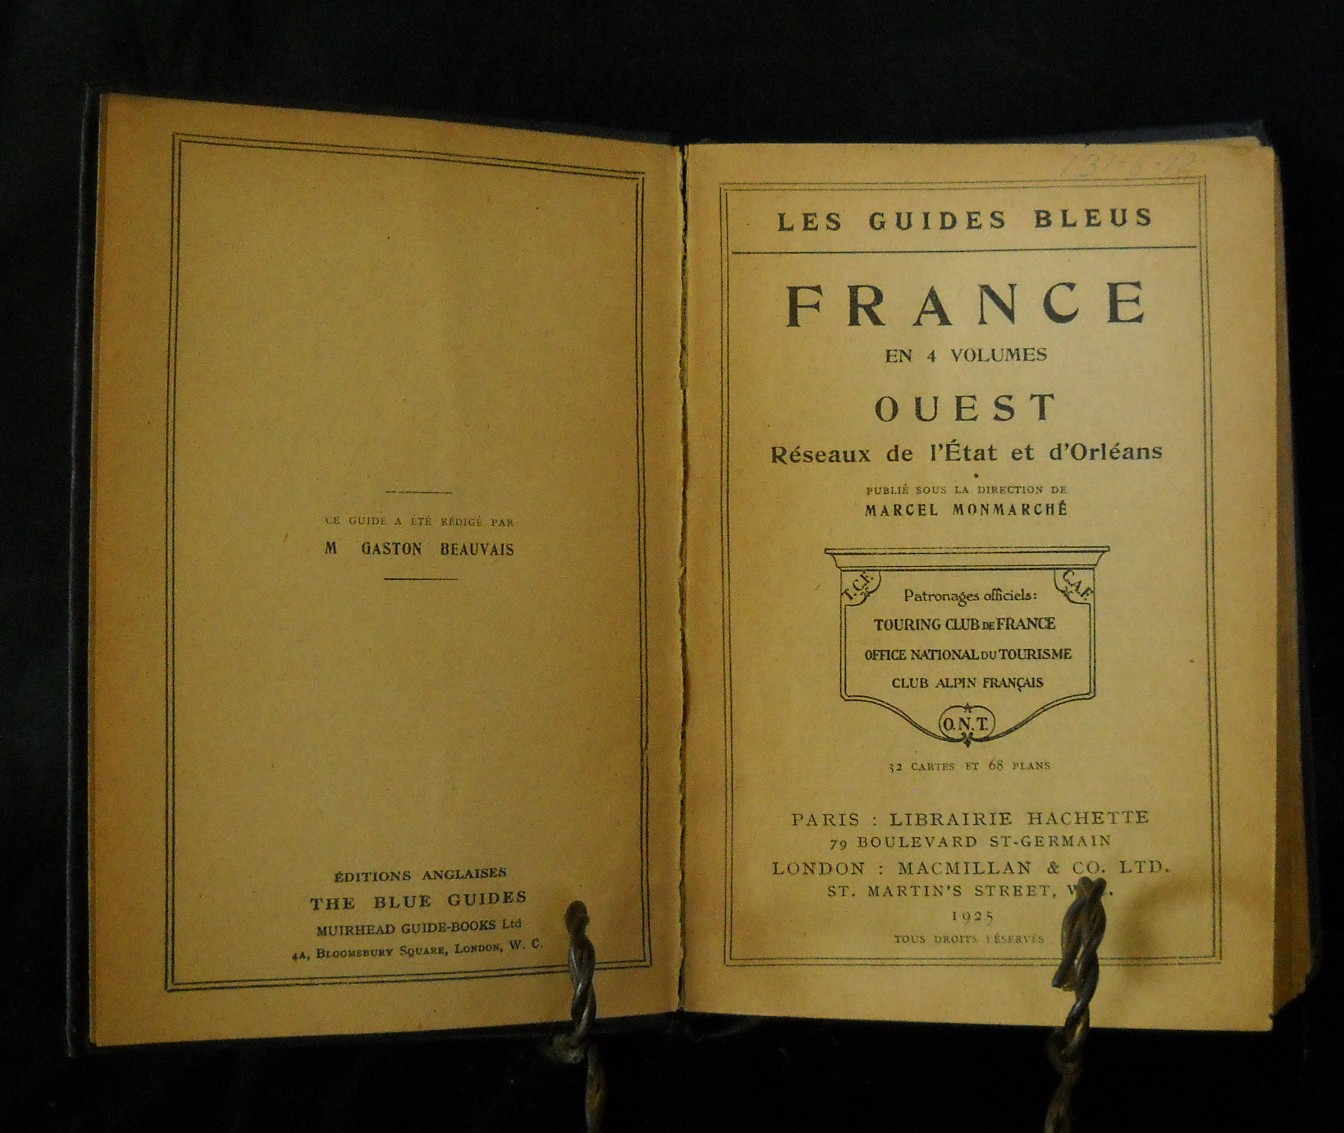 CE GUIDE A ÉTÉ RÉDIGÉ PAR
M GASTON BEAUVAIS
ÉDITIONS ANGLAISES
THE BLUE GUIDES
MUIRHEAD GUIDE-BOOKS Ltd
4A, BLOOMSBURY SQUARE, LONDON, W. C.
LES GUIDES BLEUS
FRANCE
EN 4 VOLUMES
OUEST
Réseaux de l'État et d'Orléans
PUBLIÉ SOUS LA DIRECTION DE
MARCEL MONMARCHÉ
T.C.F. C.A.F.
Patronages officiels:
TOURING CLUB DE FRANCE
OFFICE NATIONAL DU TOURISME
CLUB ALPIN FRANÇAIS
O.N.T.
32 CARTES ET 68 PLANS
PARIS : LIBRAIRIE HACHETTE
79 BOULEVARD ST-GERMAIN
LONDON : MACMILLAN & CO. LTD.
ST. MARTIN'S STREET,
1925
TOUS DROITS RÉSERVÉS